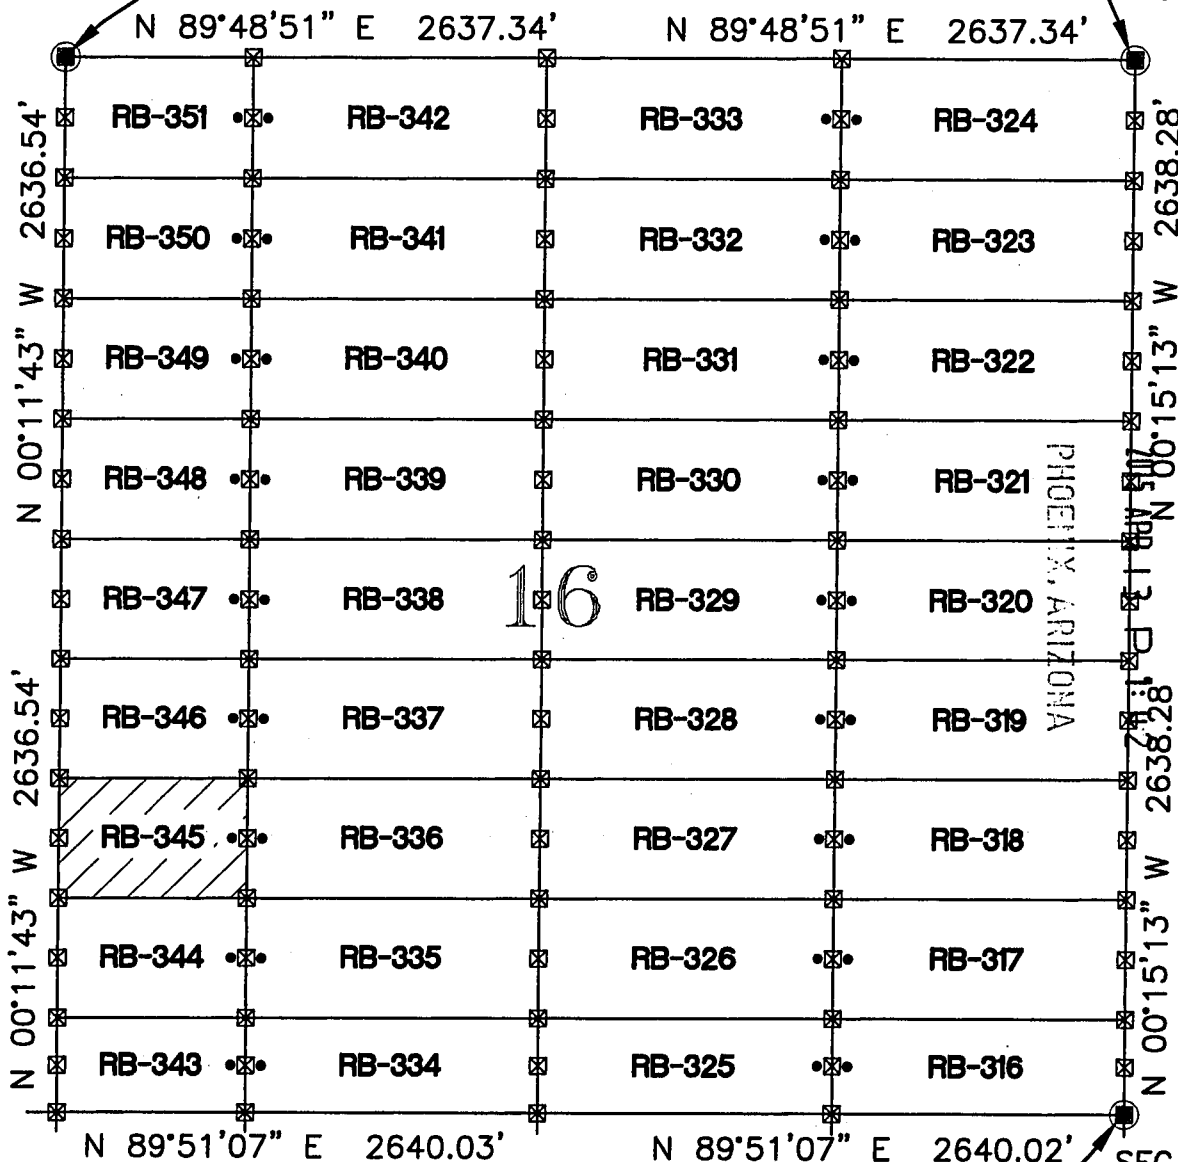 N 89°48'51" E 2637.34' N 89°48'51" E 2637.34'
2636.54'
N 00°11'43" W
2638.28'
N 00°15'13" W
RB-351 RB-342 RB-333 RB-324
RB-350 RB-341 RB-332 RB-323
RB-349 RB-340 RB-331 RB-322
RB-348 RB-339 RB-330 RB-321
RB-347 RB-338 RB-329 RB-320
16
PHOENIX, ARIZONA
APR 13 P 1:42
RB-346 RB-337 RB-328 RB-319
RB-345 RB-336 RB-327 RB-318
RB-344 RB-335 RB-326 RB-317
RB-343 RB-334 RB-325 RB-316
2636.54'
N 00°11'43" W
2638.28'
N 00°15'13" W
N 89°51'07" E 2640.03' N 89°51'07" E 2640.02'
SEC